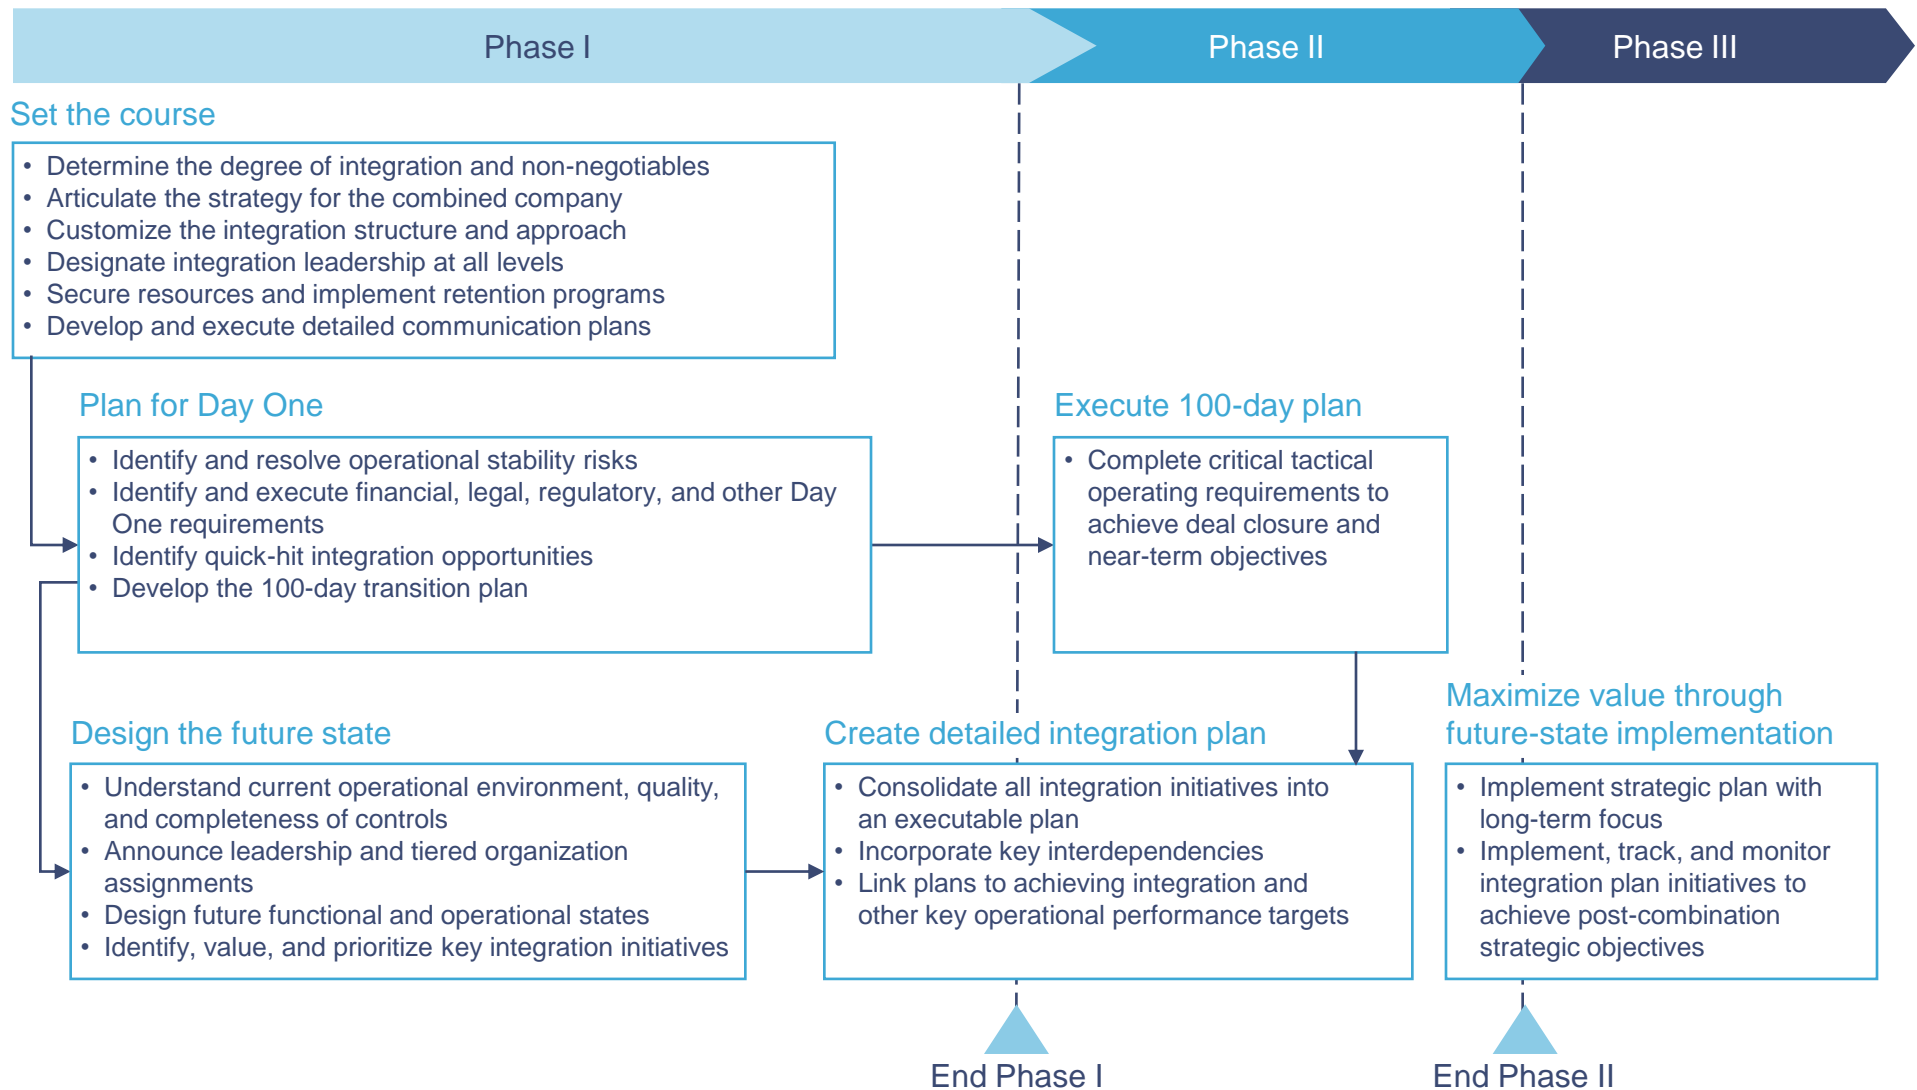 Phase I
Phase II
Phase III
Set the course
• Determine the degree of integration and non-negotiables
• Articulate the strategy for the combined company
• Customize the integration structure and approach
• Designate integration leadership at all levels
• Secure resources and implement retention programs
• Develop and execute detailed communication plans
Plan for Day One
• Identify and resolve operational stability risks
• Identify and execute financial, legal, regulatory, and other Day
One requirements
• Identify quick-hit integration opportunities
• Develop the 100-day transition plan
Execute 100-day plan
• Complete critical tactical
operating requirements to
achieve deal closure and
near-term objectives
Design the future state
• Understand current operational environment, quality,
and completeness of controls
• Announce leadership and tiered organization
assignments
• Design future functional and operational states
• Identify, value, and prioritize key integration initiatives
Create detailed integration plan
• Consolidate all integration initiatives into
an executable plan
• Incorporate key interdependencies
• Link plans to achieving integration and
other key operational performance targets
Maximize value through
future-state implementation
• Implement strategic plan with
long-term focus
• Implement, track, and monitor
integration plan initiatives to
achieve post-combination
strategic objectives
End Phase I
End Phase II